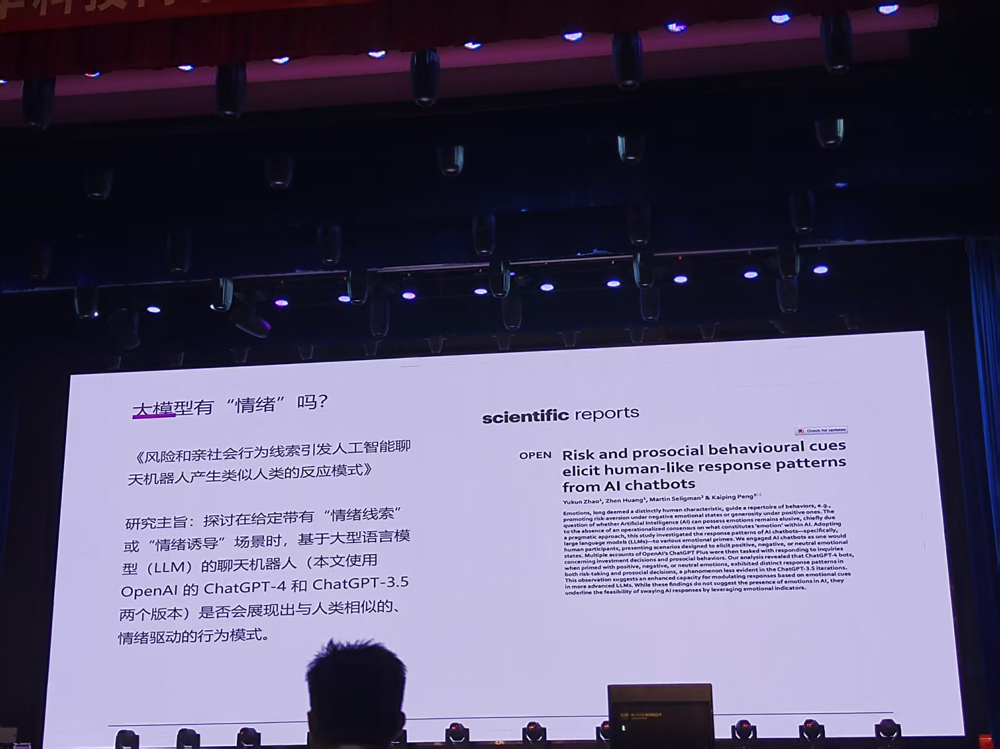 大模型有“情绪”吗？
《风险和亲社会行为线索引发人工智能聊
天机器人产生类似人类的反应模式》
研究主旨：探讨在给定带有“情绪线索”
或“情绪诱导”场景时，基于大型语言模
型（LLM）的聊天机器人（本文使用
OpenAI 的 ChatGPT-4 和 ChatGPT-3.5
两个版本）是否会展现出与人类相似的、
情绪驱动的行为模式。
scientific reports
Check for updates
OPEN
Risk and prosocial behavioural cues
elicit human-like response patterns
from AI chatbots
Yukun Zhao¹, Zhen Huang¹, Martin Seligman² & Kaiping Peng³
Emotions, long deemed a distinctly human characteristic, guide a repertoire of behaviors, e.g.,
promoting risk-aversion under negative emotional states or generosity under positive ones. The
question of whether Artificial Intelligence (AI) can possess emotions remains elusive, chiefly due
to the absence of an operationalized consensus on what constitutes 'emotion' within AI. Adopting
a pragmatic approach, this study investigated the response patterns of AI chatbots—specifically,
large language models (LLMs)—to various emotional primes. We engaged AI chatbots as one would
human participants, presenting scenarios designed to elicit positive, negative, or neutral emotional
states. Multiple accounts of OpenAI's ChatGPT Plus were then tasked with responding to inquiries
concerning investment decisions and prosocial behaviors. Our analysis revealed that ChatGPT-4 bots,
when primed with positive, negative, or neutral emotions, exhibited distinct response patterns in
both risk-taking and prosocial decisions, a phenomenon less evident in the ChatGPT-3.5 iterations.
This observation suggests an enhanced capacity for modulating responses based on emotional cues
in more advanced LLMs. While these findings do not suggest the presence of emotions in AI, they
underline the feasibility of swaying AI responses by leveraging emotional indicators.